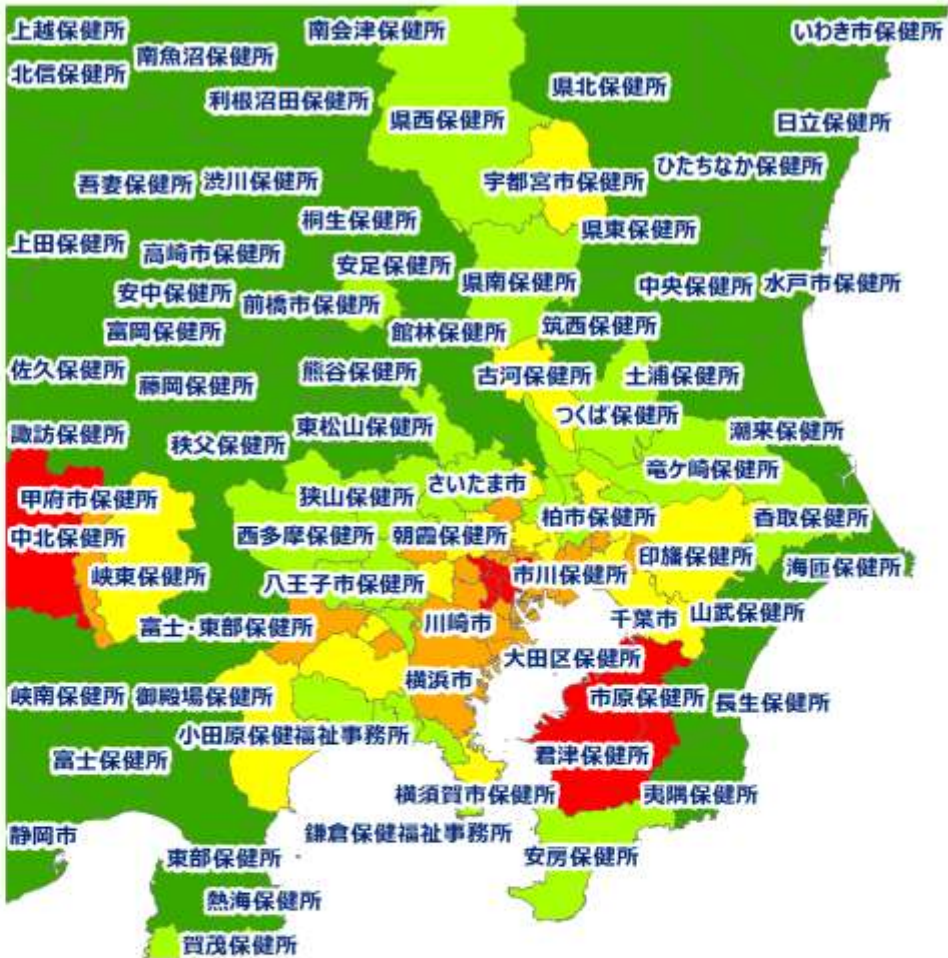 上越保健所
南会津保健所
いわき市保健所
南魚沼保健所
北信保健所
県北保健所
利根沼田保健所
県西保健所
日立保健所
ひたちなか保健所
吾妻保健所
渋川保健所
宇都宮市保健所
桐生保健所
県東保健所
上田保健所
高崎市保健所
安足保健所
県南保健所
中央保健所
水戸市保健所
安中保健所
前橋市保健所
富岡保健所
館林保健所
筑西保健所
佐久保健所
藤岡保健所
熊谷保健所
古河保健所
土浦保健所
つくば保健所
諏訪保健所
秩父保健所
東松山保健所
潮来保健所
竜ケ崎保健所
甲府市保健所
狭山保健所
さいたま市
中北保健所
西多摩保健所
朝霞保健所
柏市保健所
香取保健所
印旛保健所
峡東保健所
八王子市保健所
市川保健所
海匝保健所
富士・東部保健所
川崎市
千葉市
山武保健所
大田区保健所
横浜市
峡南保健所
御殿場保健所
市原保健所
長生保健所
小田原保健福祉事務所
富士保健所
君津保健所
横須賀市保健所
夷隅保健所
静岡市
鎌倉保健福祉事務所
東部保健所
安房保健所
熱海保健所
賀茂保健所